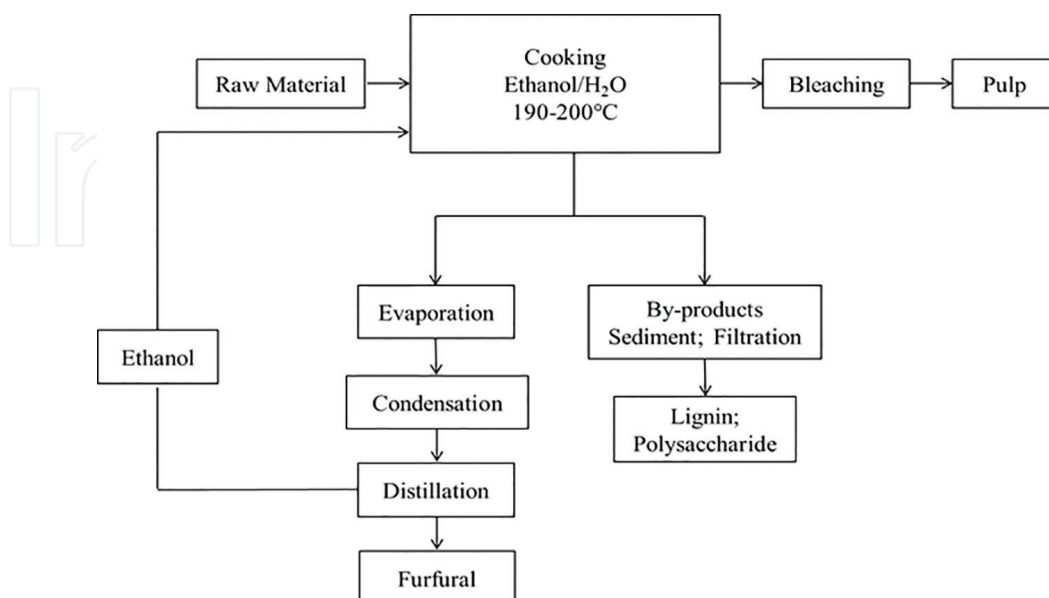 Cooking
Ethanol/H₂O
190-200°C
Raw Material
Bleaching
Pulp
Evaporation
By-products
Sediment; Filtration
Ethanol
Condensation
Lignin;
Polysaccharide
Distillation
Furfural